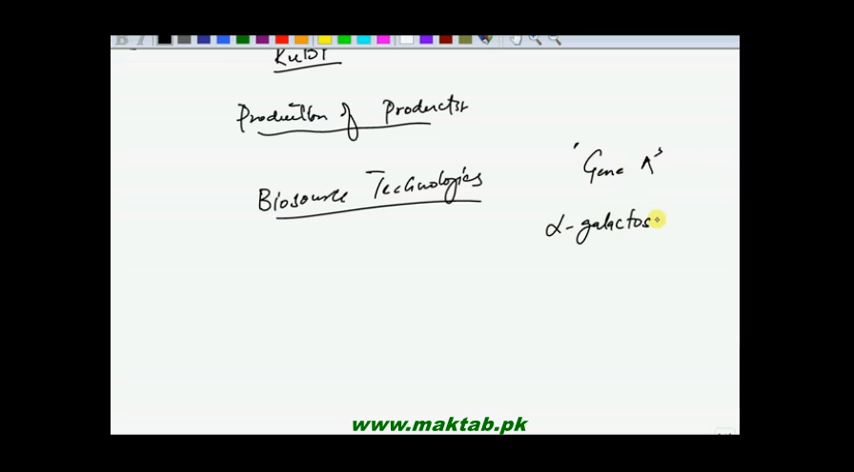 Production of Products
Biosource Technologies
'Gene A'
α-galactos
www.maktab.pk